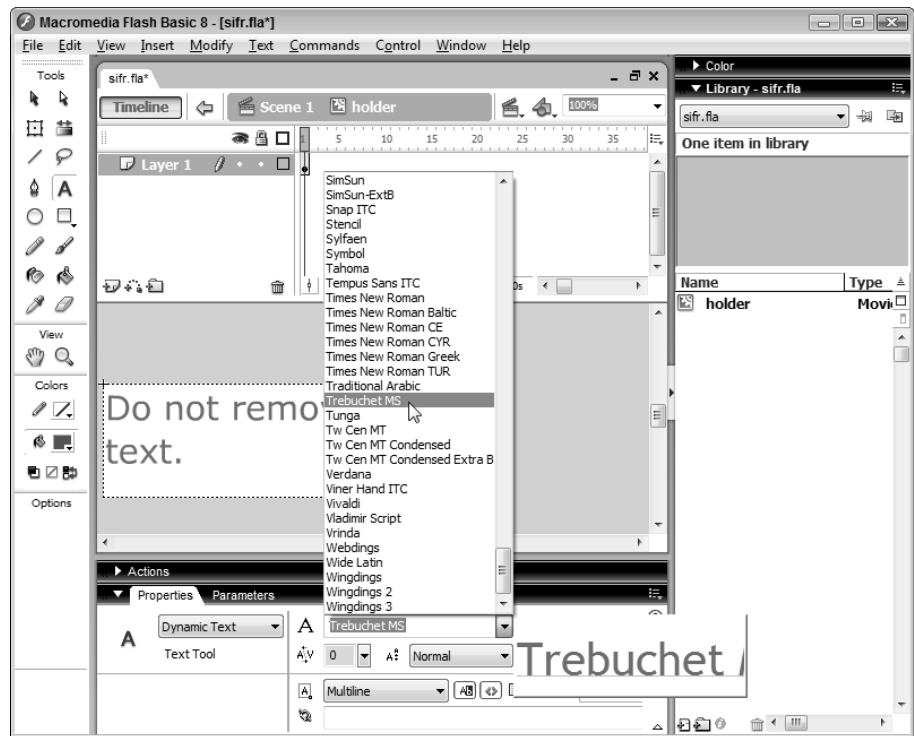 Macromedia Flash Basic 8 - [sifr.fla*]
File Edit View Insert Modify Text Commands Control Window Help
Tools
View
Colors
Options
sifr.fla*
Timeline Scene 1 holder 100%
1 5 10 15 20 25 30 35
Layer 1
SimSun
SimSun-ExtB
Snap ITC
Stencil
Sylfaen
Symbol
Tahoma
Tempus Sans ITC
Times New Roman
Times New Roman Baltic
Times New Roman CE
Times New Roman CYR
Times New Roman Greek
Times New Roman TUR
Traditional Arabic
Trebuchet MS
Tunga
Tw Cen MT
Tw Cen MT Condensed
Tw Cen MT Condensed Extra B
Verdana
Viner Hand ITC
Vivaldi
Vladimir Script
Vrinda
Webdings
Wide Latin
Wingdings
Wingdings 2
Wingdings 3
Do not remo
text.
Actions
Properties Parameters
A Dynamic Text A Trebuchet MS
Text Tool
0 Normal
Multiline
Trebuchet
Color
Library - sifr.fla
sifr.fla
One item in library
Name Type
holder Movi